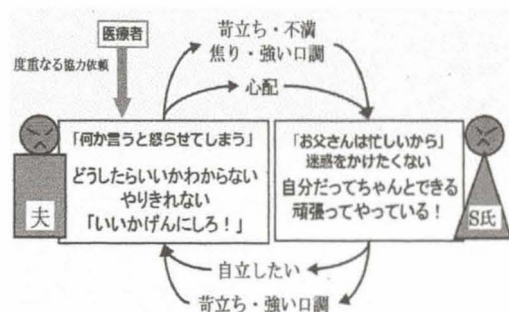 医療者
度重なる協力依頼
苛立ち・不満
焦り・強い口調
心配
「何か言うと怒らせてしまう」
どうしたらいいかわからない
やりきれない
「いいかげんにしろ！」
夫
「お父さんは忙しいから」
迷惑をかけたくない
自分だってちゃんとできる
頑張ってやっている！
S氏
自立したい
苛立ち・強い口調